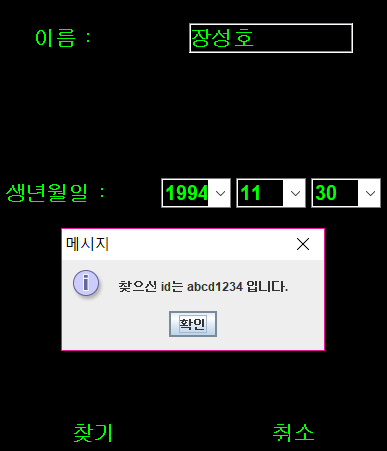 이름 : 장성호
생년월일 : 1994 11 30
메시지
찾으신 id는 abcd1234 입니다.
확인
찾기 취소